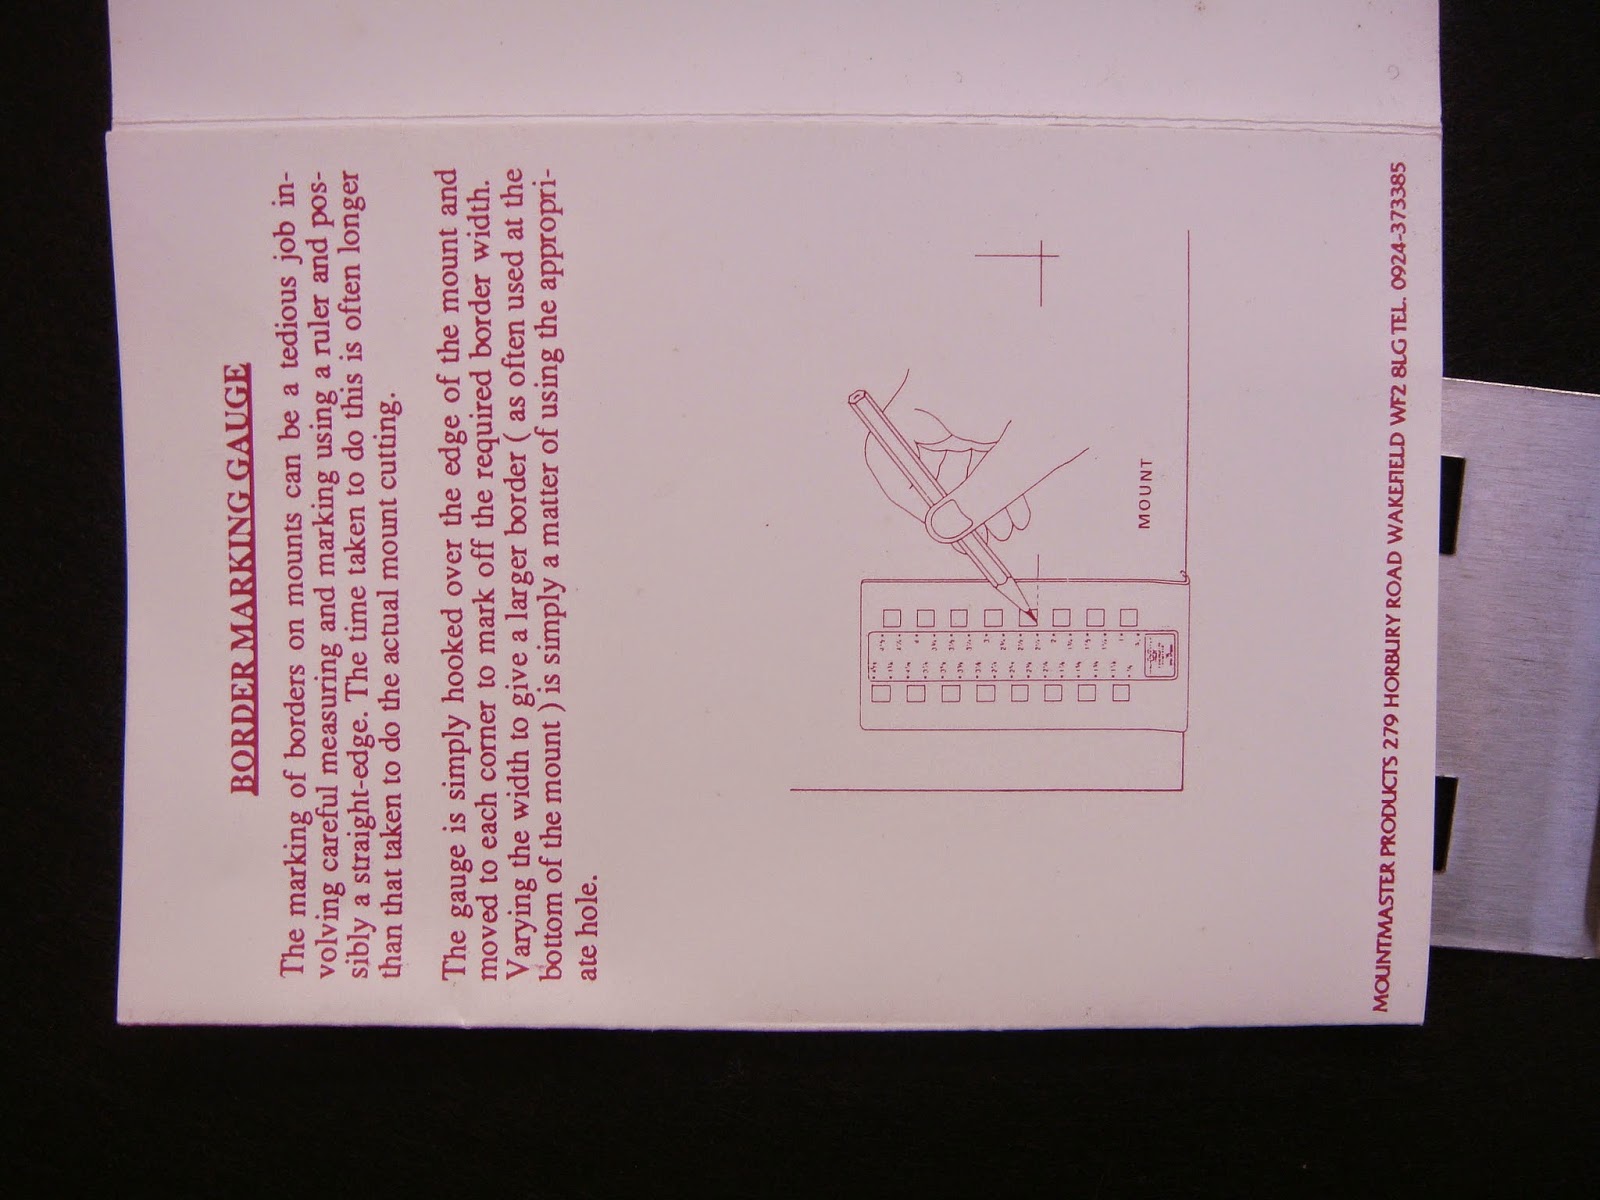 BORDER MARKING GAUGE
The marking of borders on mounts can be a tedious job in-
volving careful measuring and marking using a ruler and pos-
sibly a straight-edge. The time taken to do this is often longer
than that taken to do the actual mount cutting.
The gauge is simply hooked over the edge of the mount and
moved to each corner to mark off the required border width.
Varying the width to give a larger border ( as often used at the
bottom of the mount ) is simply a matter of using the appropri-
ate hole.
MOUNT
MOUNTMASTER PRODUCTS 279 HORBURY ROAD WAKEFIELD WF2 8LG TEL. 0924-373385